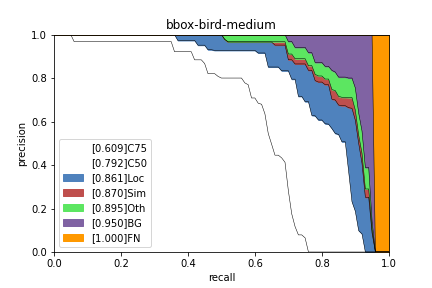 bbox-bird-medium
1.0
0.8
0.6
0.4
0.2
0.0
precision
[0.609]C75
[0.792]C50
[0.861]Loc
[0.870]Sim
[0.895]Oth
[0.950]BG
[1.000]FN
0.0 0.2 0.4 0.6 0.8 1.0
recall